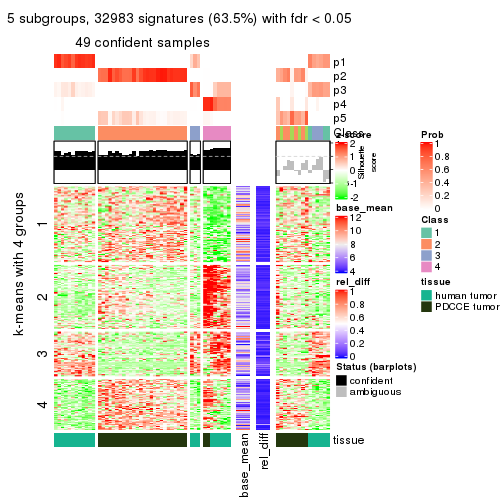 5 subgroups, 32983 signatures (63.5%) with fdr < 0.05
49 confident samples
p1
p2
p3
p4
p5
Class
z-score
2
1
0
-1
-2
Silhouette
score
base_mean
12
10
8
6
4
rel_diff
1
0.8
0.6
0.4
0.2
0
Status (barplots)
confident
ambiguous
Prob
1
0.8
0.6
0.4
0.2
0
Class
1
2
3
4
tissue
human tumor
PDCCE tumor
k-means with 4 groups
1
2
3
4
tissue
base_mean
rel_diff